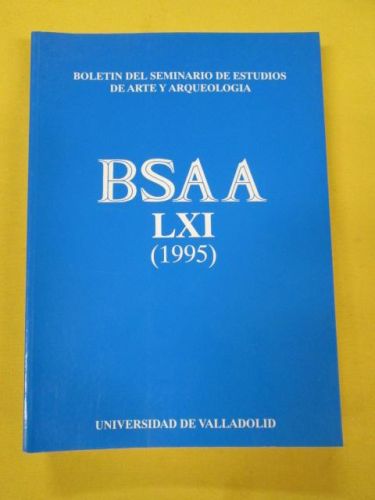 BOLETIN DEL SEMINARIO DE ESTUDIOS
DE ARTE Y ARQUEOLOGIA
BSAA
LXI
(1995)
UNIVERSIDAD DE VALLADOLID